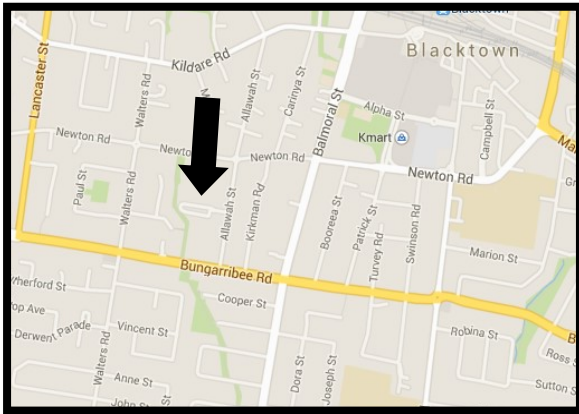 Blacktown
Blacktown
Kildare Rd
Lancaster St
Walters Rd
Allawah St
Carinya St
Balmoral St
Alpha St
Kmart
Campbell St
Newton Rd
Newton Rd
Newton Rd
Paul St
Walters Rd
Allawah St
Kirkman Rd
Booreea St
Patrick St
Turvey Rd
Swinson Rd
Marion St
Bungarribee Rd
Cooper St
Derwent Parade
Vincent St
Walters Rd
Anne St
Dora St
Joseph St
Robina St
Ross
Sutton S